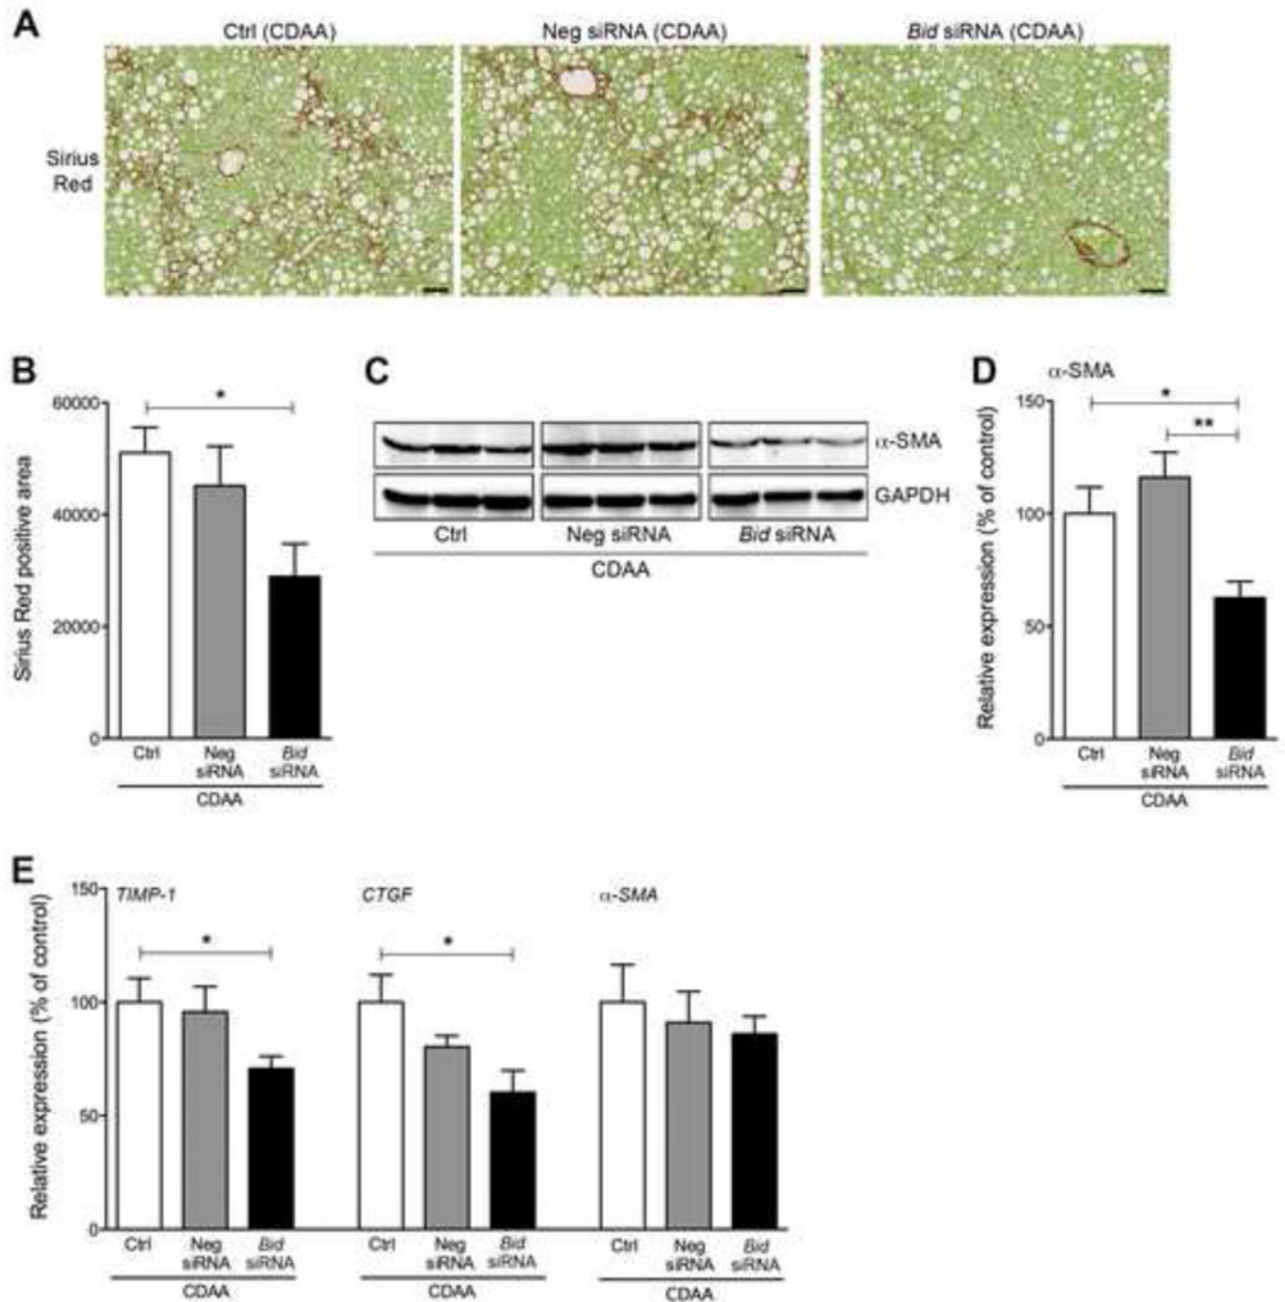 A
Ctrl (CDAA)
Neg siRNA (CDAA)
Bid siRNA (CDAA)
Sirius
Red
B
Sirius Red positive area
60000
40000
20000
0
*
Ctrl
Neg
siRNA
Bid
siRNA
CDAA
C
α-SMA
GAPDH
Ctrl
Neg siRNA
Bid siRNA
CDAA
D
α-SMA
Relative expression (% of control)
150
100
50
0
*
**
Ctrl
Neg
siRNA
Bid
siRNA
CDAA
E
Relative expression (% of control)
150
100
50
0
TIMP-1
*
Ctrl
Neg
siRNA
Bid
siRNA
CDAA
CTGF
*
Ctrl
Neg
siRNA
Bid
siRNA
CDAA
α-SMA
Ctrl
Neg
siRNA
Bid
siRNA
CDAA